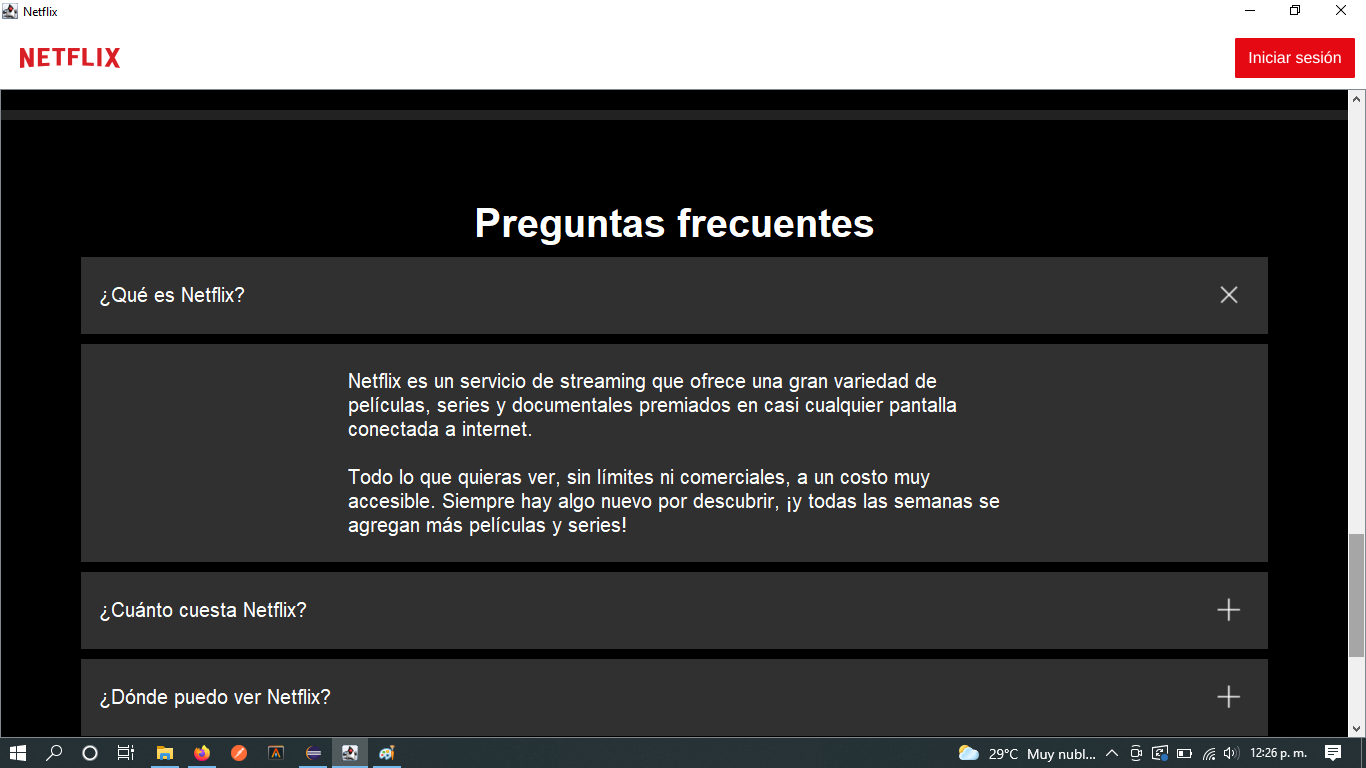 Netflix
NETFLIX
Iniciar sesión
Preguntas frecuentes
¿Qué es Netflix?
Netflix es un servicio de streaming que ofrece una gran variedad de
películas, series y documentales premiados en casi cualquier pantalla
conectada a internet.
Todo lo que quieras ver, sin límites ni comerciales, a un costo muy
accesible. Siempre hay algo nuevo por descubrir, ¡y todas las semanas se
agregan más películas y series!
¿Cuánto cuesta Netflix?
¿Dónde puedo ver Netflix?
29°C Muy nubl... 12:26 p. m.